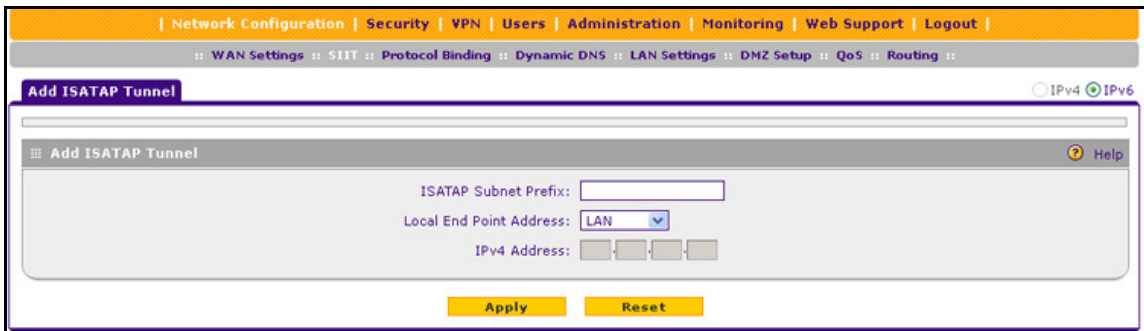 | Network Configuration | Security | VPN | Users | Administration | Monitoring | Web Support | Logout |
:: WAN Settings :: SIIT :: Protocol Binding :: Dynamic DNS :: LAN Settings :: DMZ Setup :: QoS :: Routing ::
Add ISATAP Tunnel IPv4 IPv6
Add ISATAP Tunnel Help
ISATAP Subnet Prefix:
Local End Point Address: LAN
IPv4 Address:
Apply Reset